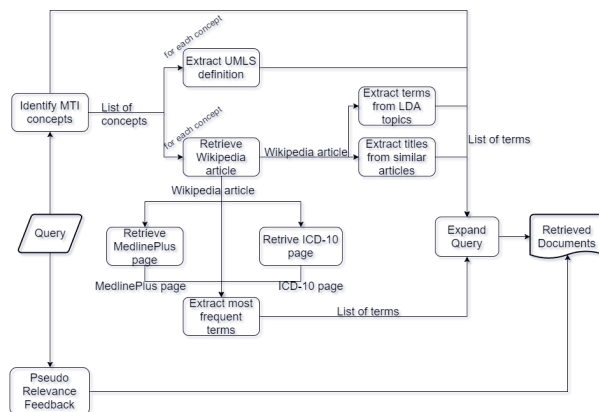 for each concept
Extract UMLS
definition
Identify MTI
concepts
List of
concepts
Extract terms
from LDA
topics
for each concept
List of terms
Retrieve
Wikipedia
article
Wikipedia article
Extract titles
from similar
articles
Wikipedia article
Query
Retrieve
MedlinePlus
page
Retrive ICD-10
page
Expand
Query
Retrieved
Documents
MedlinePlus page
ICD-10 page
Extract most
frequent
terms
List of terms
Pseudo
Relevance
Feedback